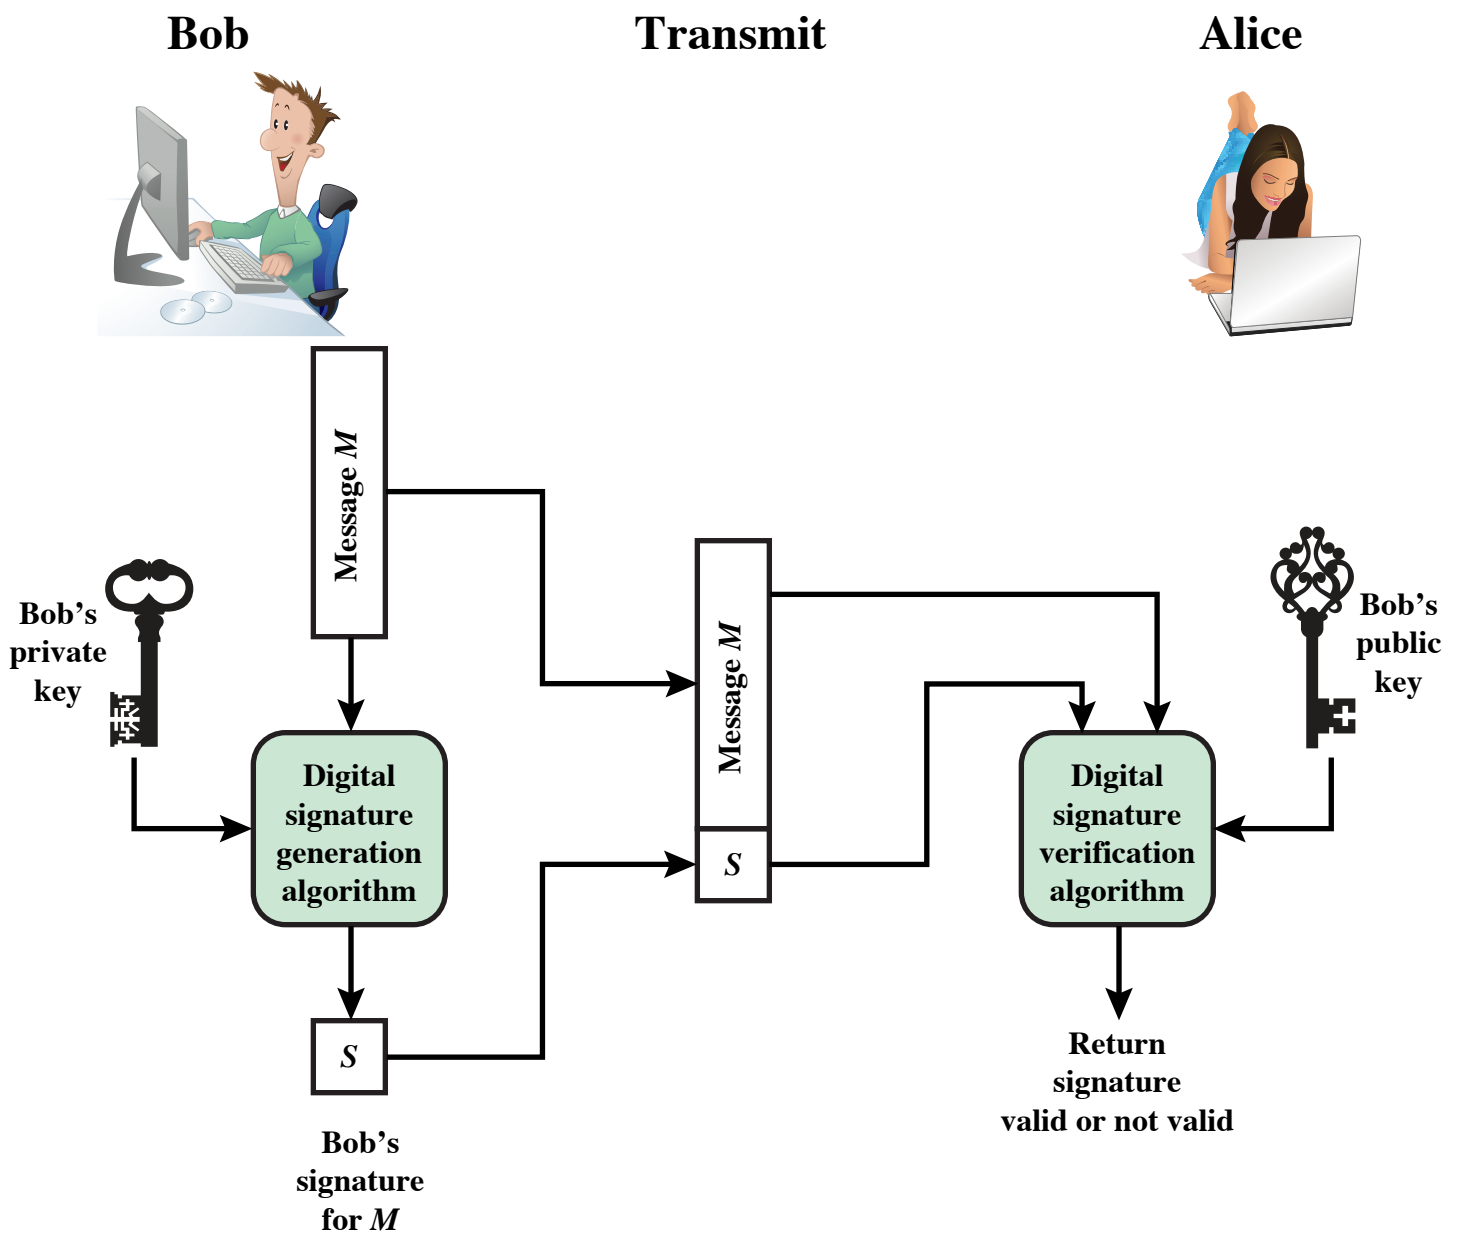 Bob
Transmit
Alice
Message M
Bob’s
private
key
Message M
Bob’s
public
key
Digital
signature
generation
algorithm
S
Digital
signature
verification
algorithm
S
Bob’s
signature
for M
Return
signature
valid or not valid